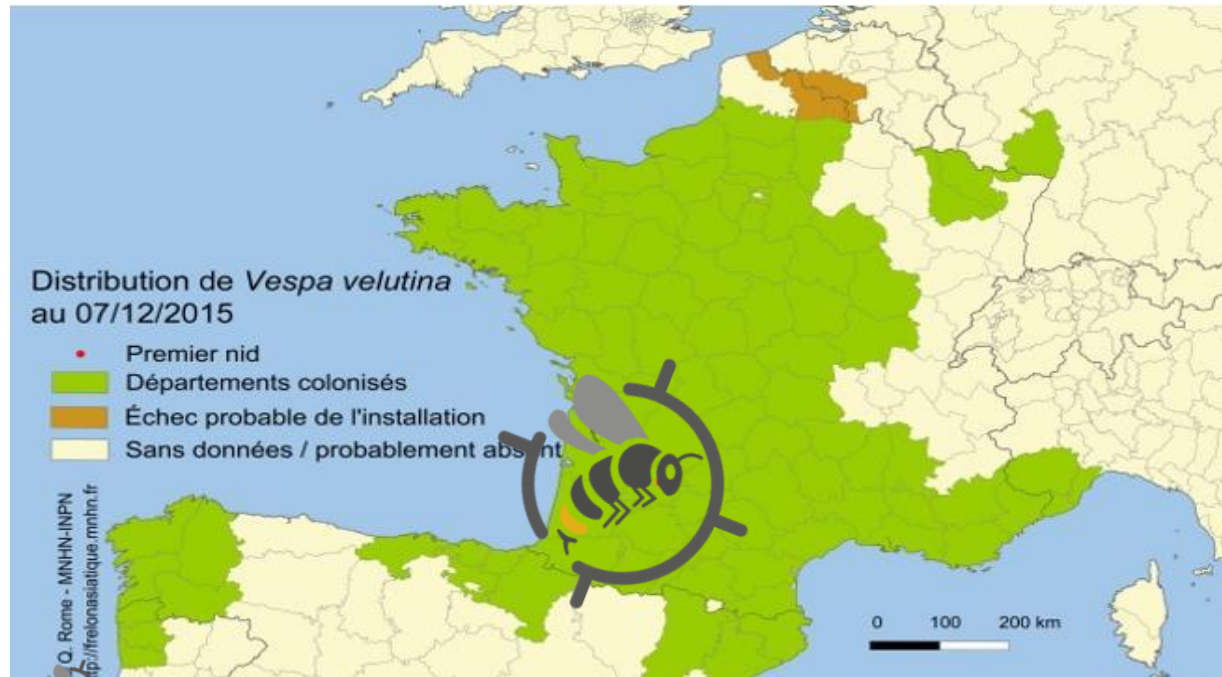 Distribution de Vespa velutina
au 07/12/2015
Premier nid
Départements colonisés
Échec probable de l'installation
Sans données / probablement absent
Q. Rome - MNHN-INPN
ttp://frelonasiatique.mnhn.fr
0 100 200 km